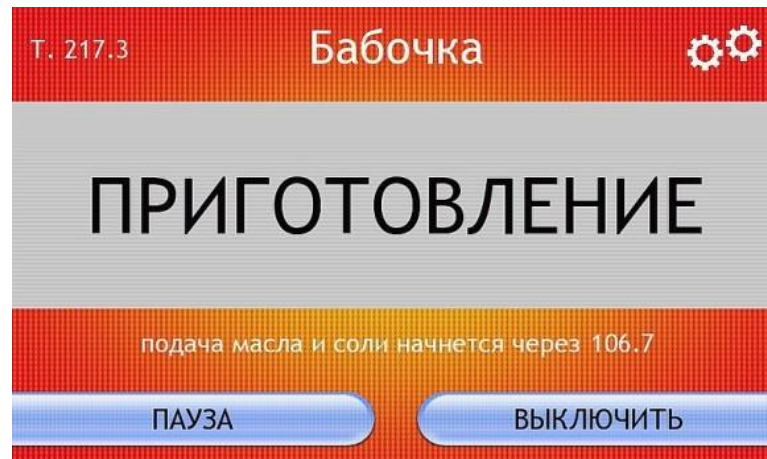 Т. 217.3
Бабочка
ПРИГОТОВЛЕНИЕ
подача масла и соли начнется через 106.7
ПАУЗА
ВЫКЛЮЧИТЬ